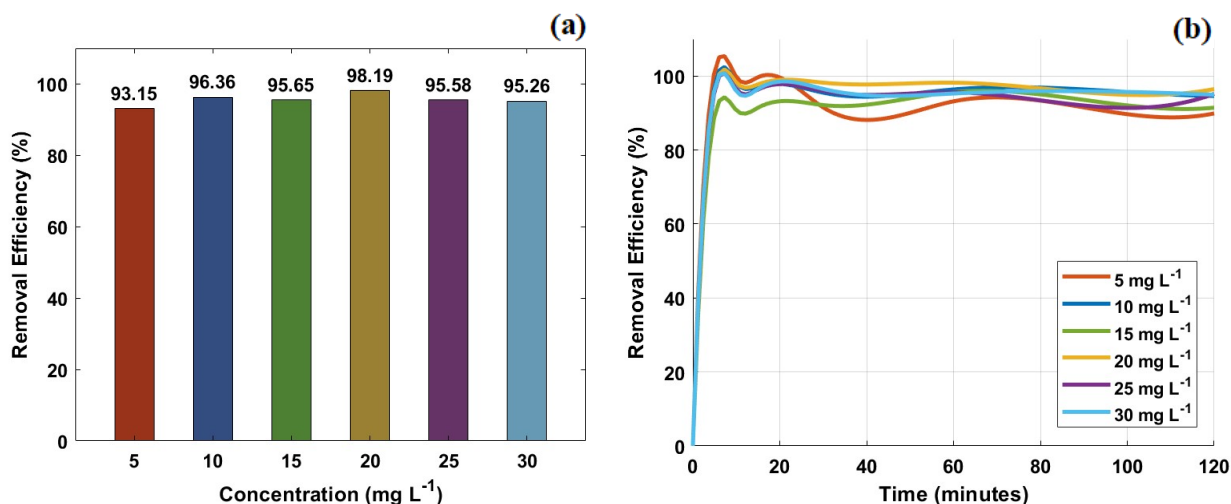 (a)
Removal Efficiency (%)
100
80
60
40
20
0
93.15
96.36
95.65
98.19
95.58
95.26
5
10
15
20
25
30
Concentration (mg L⁻¹)
(b)
Removal Efficiency (%)
100
80
60
40
20
0
5 mg L⁻¹
10 mg L⁻¹
15 mg L⁻¹
20 mg L⁻¹
25 mg L⁻¹
30 mg L⁻¹
0
20
40
60
80
100
120
Time (minutes)